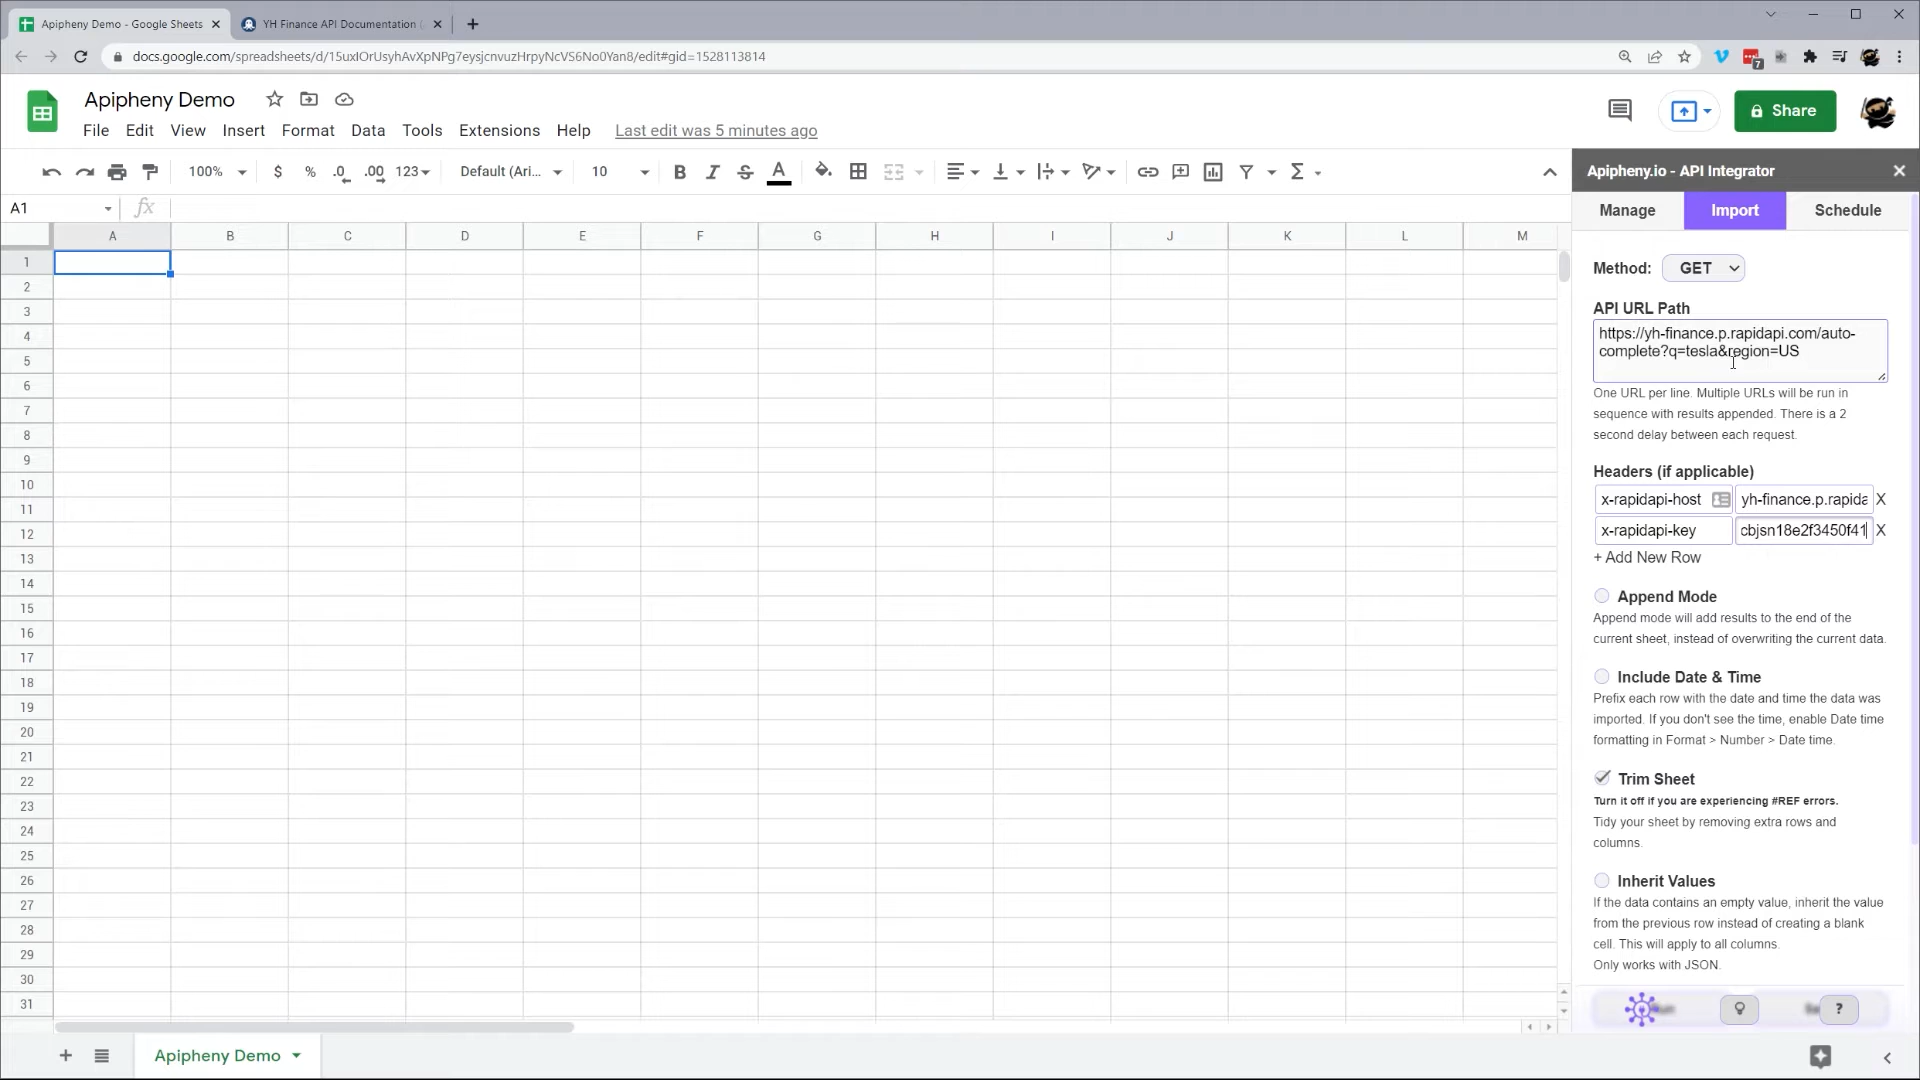 Apipheny Demo - Google Sheets
YH Finance API Documentation (
docs.google.com/spreadsheets/d/15uxIOrUsyhAvXpNPg7eysjcnvuzHrpyNcVS6No0Yan8/edit#gid=1528113814
7
Apipheny Demo
File Edit View Insert Format Data Tools Extensions Help Last edit was 5 minutes ago
Share
100% $ % .0 .00 123 Default (Ari... 10 B I S A
A1 fx
A B C D E F G H I J K L M
1
2
3
4
5
6
7
8
9
10
11
12
13
14
15
16
17
18
19
20
21
22
23
24
25
26
27
28
29
30
31
Apipheny Demo
Apipheny.io - API Integrator
Manage Import Schedule
Method: GET
API URL Path
https://yh-finance.p.rapidapi.com/auto-
complete?q=tesla&region=US
One URL per line. Multiple URLs will be run in
sequence with results appended. There is a 2
second delay between each request.
Headers (if applicable)
x-rapidapi-host yh-finance.p.rapida X
x-rapidapi-key cbjsn18e2f3450f41 X
+ Add New Row
Append Mode
Append mode will add results to the end of the
current sheet, instead of overwriting the current data.
Include Date & Time
Prefix each row with the date and time the data was
imported. If you don't see the time, enable Date time
formatting in Format > Number > Date time.
Trim Sheet
Turn it off if you are experiencing #REF errors.
Tidy your sheet by removing extra rows and
columns.
Inherit Values
If the data contains an empty value, inherit the value
from the previous row instead of creating a blank
cell. This will apply to all columns.
Only works with JSON.
?